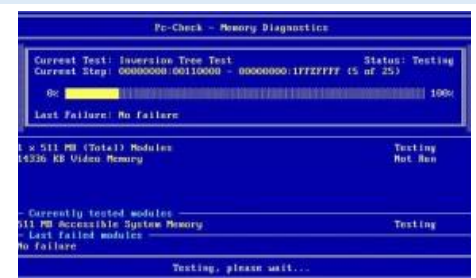 Pc-Check - Memory Diagnostics
Current Test: Inversion Tree Test Status: Testing
Current Step: 00000000:00110000 - 00000000:1FFZFFFF (5 of 25)
0% 100%
Last Failure: No failure
1 x 511 MB (Total) Modules Testing
14336 KB Video Memory Not Run
- Currently tested modules
511 MB Accessible System Memory Testing
- Last failed modules
No failure
Testing, please wait...